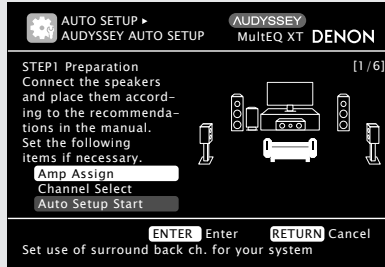 AUTO SETUP ▸
AUDYSSEY AUTO SETUP
AUDYSSEY
MultEQ XT DENON
STEP1 Preparation
[1/6]
Connect the speakers
and place them accord-
ing to the recommenda-
tions in the manual.
Set the following
items if necessary.
Amp Assign
Channel Select
Auto Setup Start
ENTER Enter RETURN Cancel
Set use of surround back ch. for your system